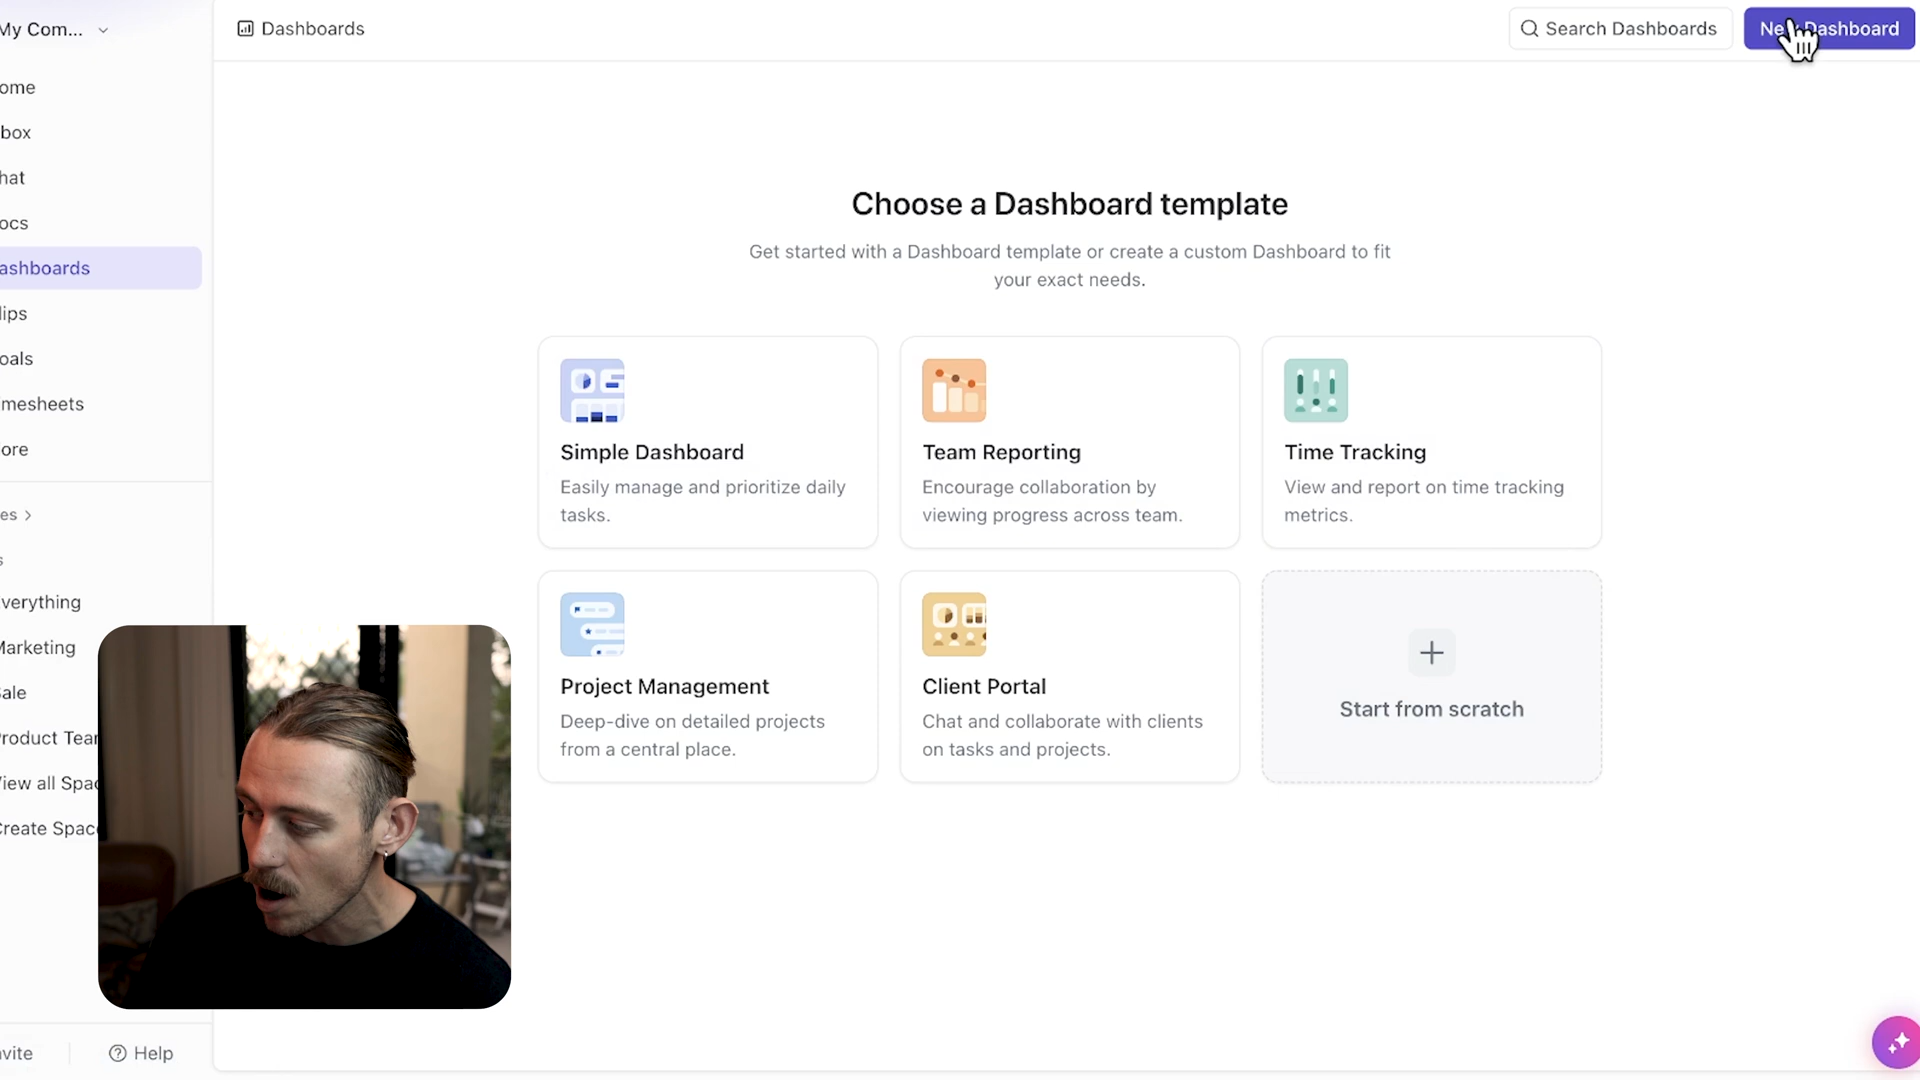 My Com...
Dashboards
Search Dashboards
New Dashboard
ome
box
hat
ocs
ashboards
lips
oals
mesheets
ore
es
s
verything
Marketing
ale
roduct Tea
iew all Spac
Create Spac
vite
Help
Choose a Dashboard template
Get started with a Dashboard template or create a custom Dashboard to fit
your exact needs.
Simple Dashboard
Easily manage and prioritize daily
tasks.
Team Reporting
Encourage collaboration by
viewing progress across team.
Time Tracking
View and report on time tracking
metrics.
Project Management
Deep-dive on detailed projects
from a central place.
Client Portal
Chat and collaborate with clients
on tasks and projects.
Start from scratch